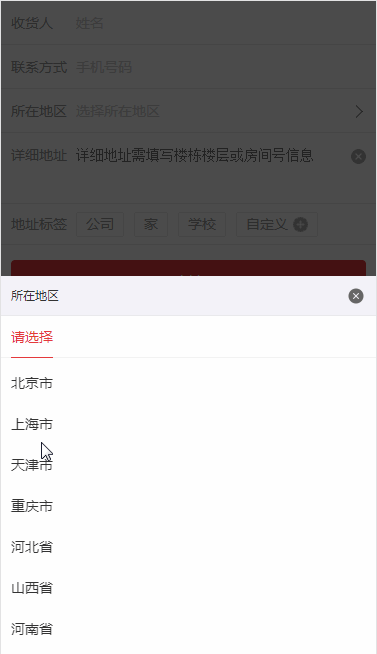 收货人 姓名
联系方式 手机号码
所在地区 选择所在地区
详细地址 详细地址需填写楼栋楼层或房间号信息
地址标签 公司 家 学校 自定义
所在地区
请选择
北京市
上海市
天津市
重庆市
河北省
山西省
河南省